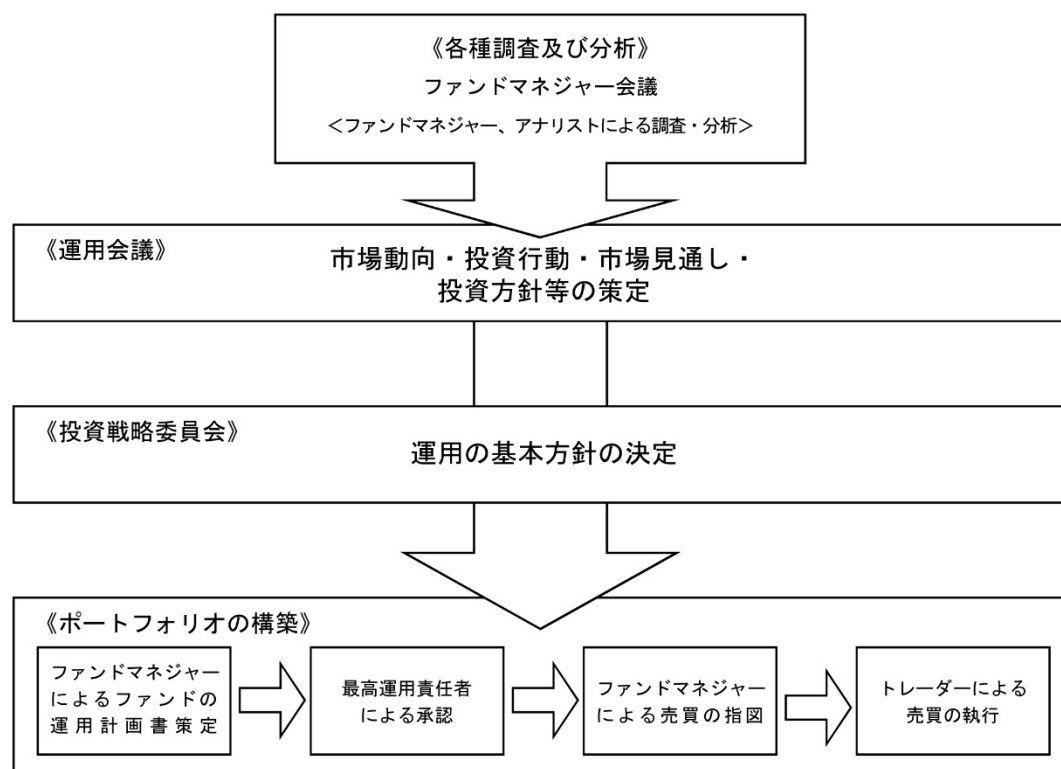 《各種調査及び分析》
ファンドマネジャー会議
＜ファンドマネジャー、アナリストによる調査・分析＞
《運用会議》
市場動向・投資行動・市場見通し・
投資方針等の策定
《投資戦略委員会》
運用の基本方針の決定
《ポートフォリオの構築》
ファンドマネジャー
によるファンドの
運用計画書策定
最高運用責任者
による承認
ファンドマネジャー
による売買の指図
トレーダーによる
売買の執行